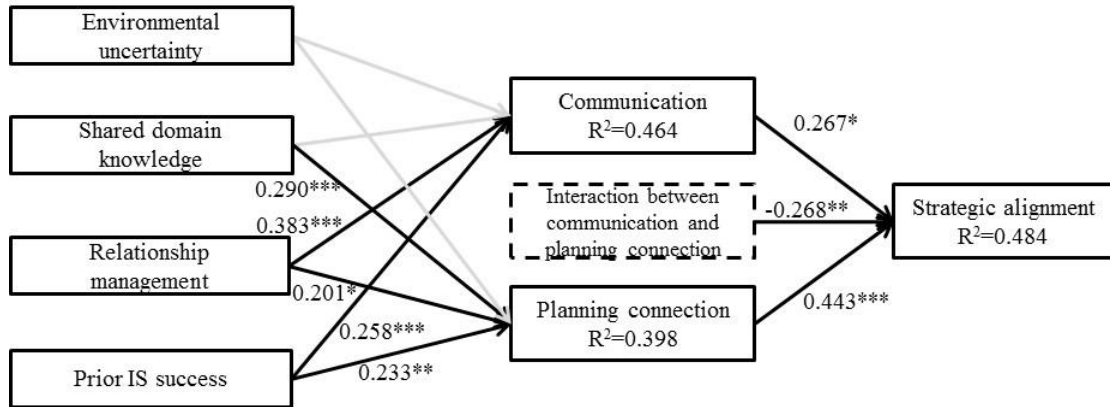 Environmental
uncertainty
Shared domain
knowledge
Relationship
management
Prior IS success
0.290***
0.383***
0.201*
0.258***
0.233**
Communication
R²=0.464
Interaction between
communication and
planning connection
Planning connection
R²=0.398
0.267*
-0.268**
0.443***
Strategic alignment
R²=0.484